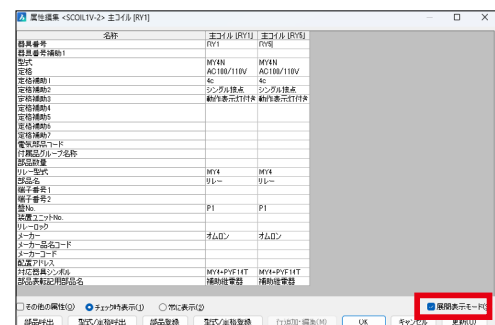 属性編集 <SCOIL1V-2> 主コイル [RY1]
名称 主コイル [RY1] 主コイル [RY5]
器具番号 RY1 RY5
器具番号補助1
型式 MY4N MY4N
定格 AC100/110V AC100/110V
定格補助1 4c 4c
定格補助2 シングル接点 シングル接点
定格補助3 動作表示灯付き 動作表示灯付き
定格補助4
定格補助5
定格補助6
定格補助7
電気部品コード
付属品グループ名称
部品数量
リレー型式 MY4 MY4
部品名 リレー リレー
端子番号1
端子番号2
盤No. P1 P1
装置ユニットNo.
リレーロック
メーカー オムロン オムロン
メーカー品名コード
メーカーコード
配置アドレス
対応器具シンボル MY4+PYF14T MY4+PYF14T
部品表転記用部品名 補助継電器 補助継電器
その他の属性(O) チェック時表示(1) 常に表示(2) 展開表示モード(S)
部品呼出 型式/定格呼出 部品登録 型式/定格登録 行追加・編集(M) OK キャンセル 更新(U)